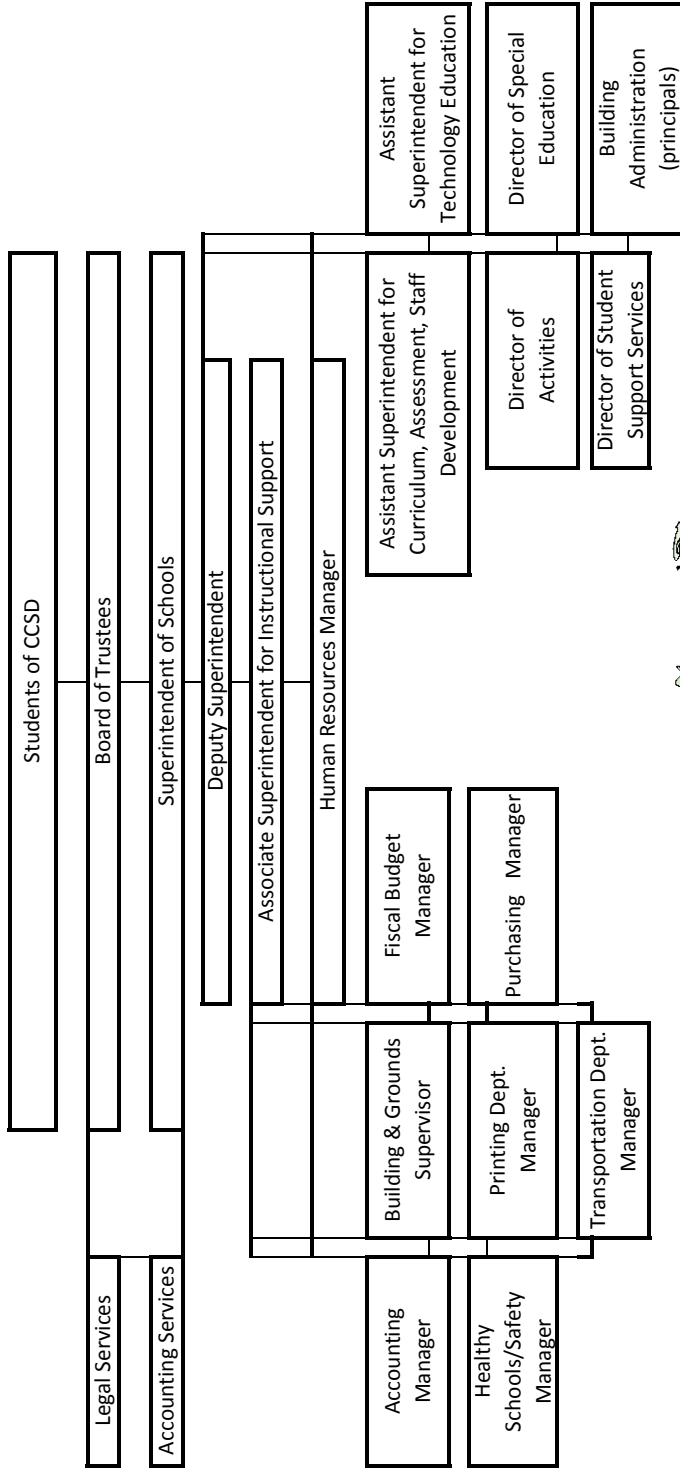 Students of CCSD
Legal Services
Board of Trustees
Accounting Services
Superintendent of Schools
Deputy Superintendent
Associate Superintendent for Instructional Support
Human Resources Manager
Accounting
Manager
Building & Grounds
Supervisor
Fiscal Budget
Manager
Assistant Superintendent for
Curriculum, Assessment, Staff
Development
Assistant
Superintendent for
Technology Education
Healthy
Schools/Safety
Manager
Printing Dept.
Manager
Purchasing Manager
Director of
Activities
Director of Special
Education
Transportation Dept.
Manager
Director of Student
Support Services
Building
Administration
(principals)